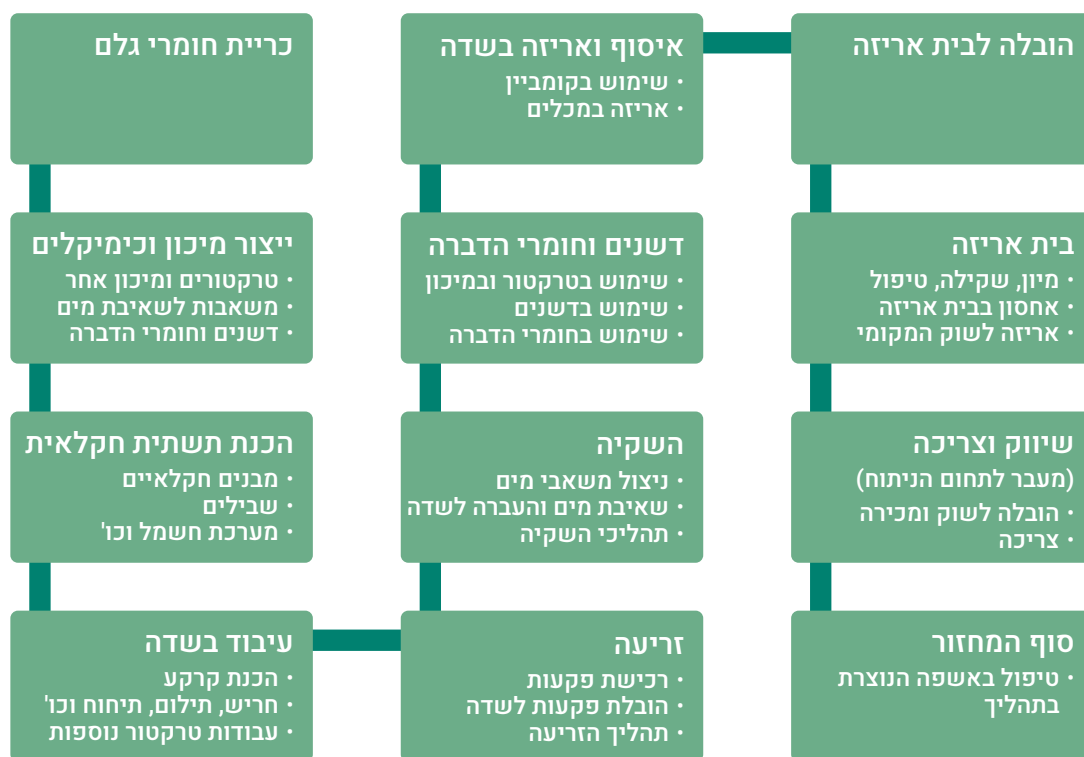 כריית חומרי גלם
ייצור מיכון וכימיקלים
· טרקטורים ומיכון אחר
· משאבות לשאיבת מים
· דשנים וחומרי הדברה
הכנת תשתית חקלאית
· מבנים חקלאיים
· שבילים
· מערכת חשמל וכו'
עיבוד בשדה
· הכנת קרקע
· חריש, תילום, תיחוח וכו'
· עבודות טרקטור נוספות
זריעה
· רכישת פקעות
· הובלת פקעות לשדה
· תהליך הזריעה
השקיה
· ניצול משאבי מים
· שאיבת מים והעברה לשדה
· תהליכי השקיה
דשנים וחומרי הדברה
· שימוש בטרקטור ובמיכון
· שימוש בדשנים
· שימוש בחומרי הדברה
איסוף ואריזה בשדה
· שימוש בקומביין
· אריזה במכלים
הובלה לבית אריזה
בית אריזה
· מיון, שקילה, טיפול
· אחסון בבית אריזה
· אריזה לשוק המקומי
שיווק וצריכה
(מעבר לתחום הניתוח)
· הובלה לשוק ומכירה
· צריכה
סוף המחזור
· טיפול באשפה הנוצרת
בתהליך